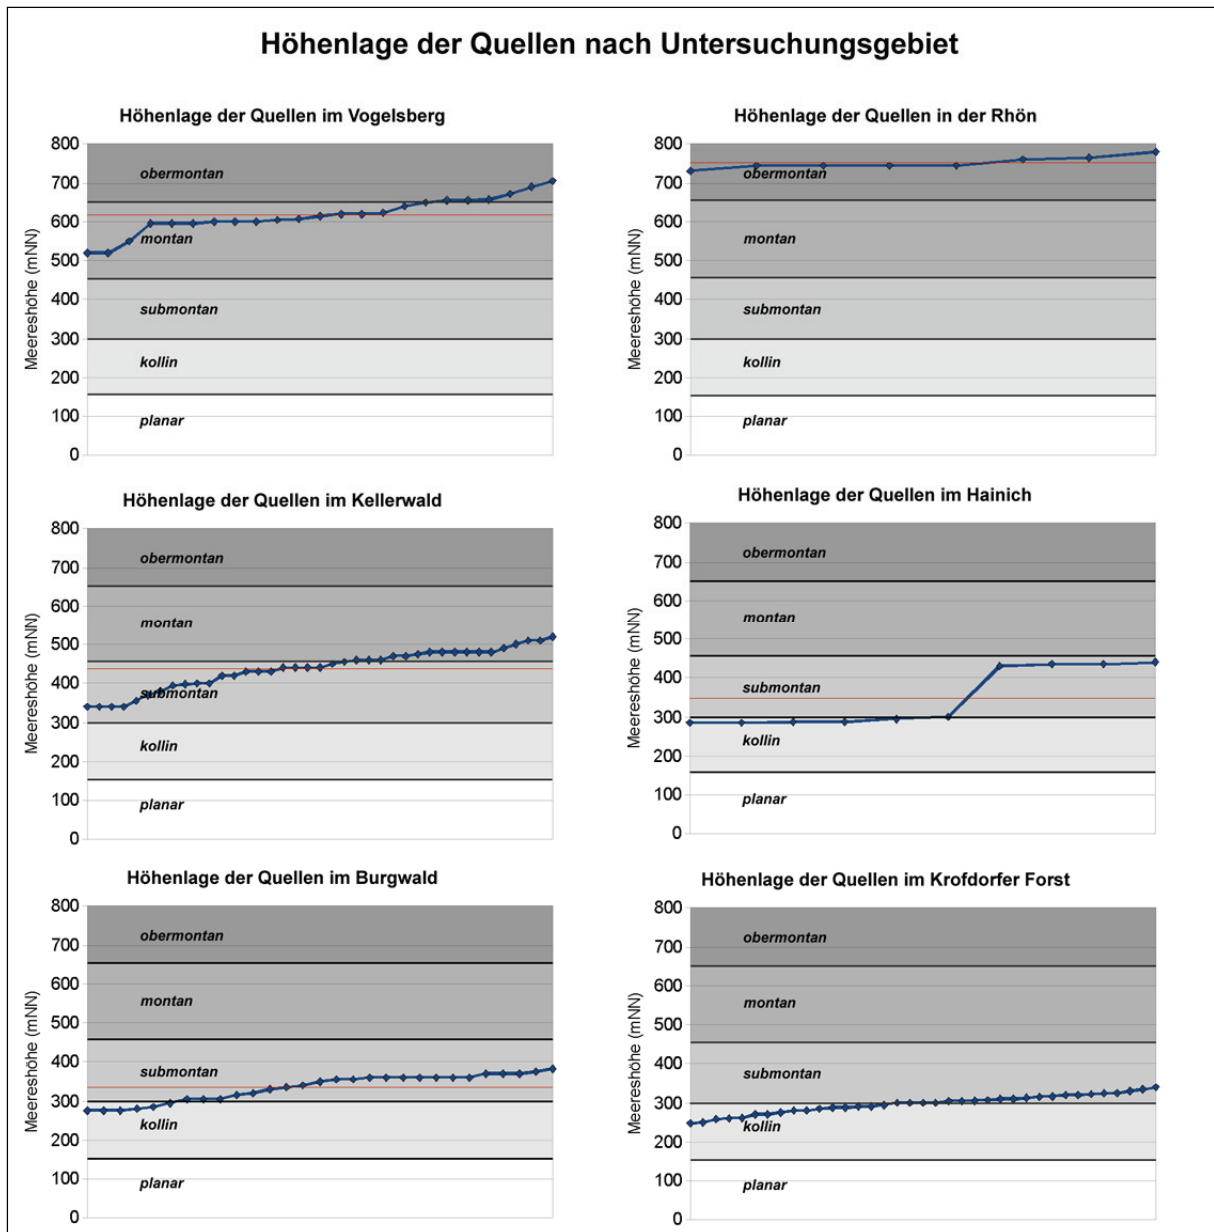 Höhenlage der Quellen nach Untersuchungsgebiet
Höhenlage der Quellen im Vogelsberg
Meereshöhe (mNN)
800
700
600
500
400
300
200
100
0
obermontan
montan
submontan
kollin
planar
Höhenlage der Quellen in der Rhön
Meereshöhe (mNN)
800
700
600
500
400
300
200
100
0
obermontan
montan
submontan
kollin
planar
Höhenlage der Quellen im Kellerwald
Meereshöhe (mNN)
800
700
600
500
400
300
200
100
0
obermontan
montan
submontan
kollin
planar
Höhenlage der Quellen im Hainich
Meereshöhe (mNN)
800
700
600
500
400
300
200
100
0
obermontan
montan
submontan
kollin
planar
Höhenlage der Quellen im Burgwald
Meereshöhe (mNN)
800
700
600
500
400
300
200
100
0
obermontan
montan
submontan
kollin
planar
Höhenlage der Quellen im Krofdorfer Forst
Meereshöhe (mNN)
800
700
600
500
400
300
200
100
0
obermontan
montan
submontan
kollin
planar